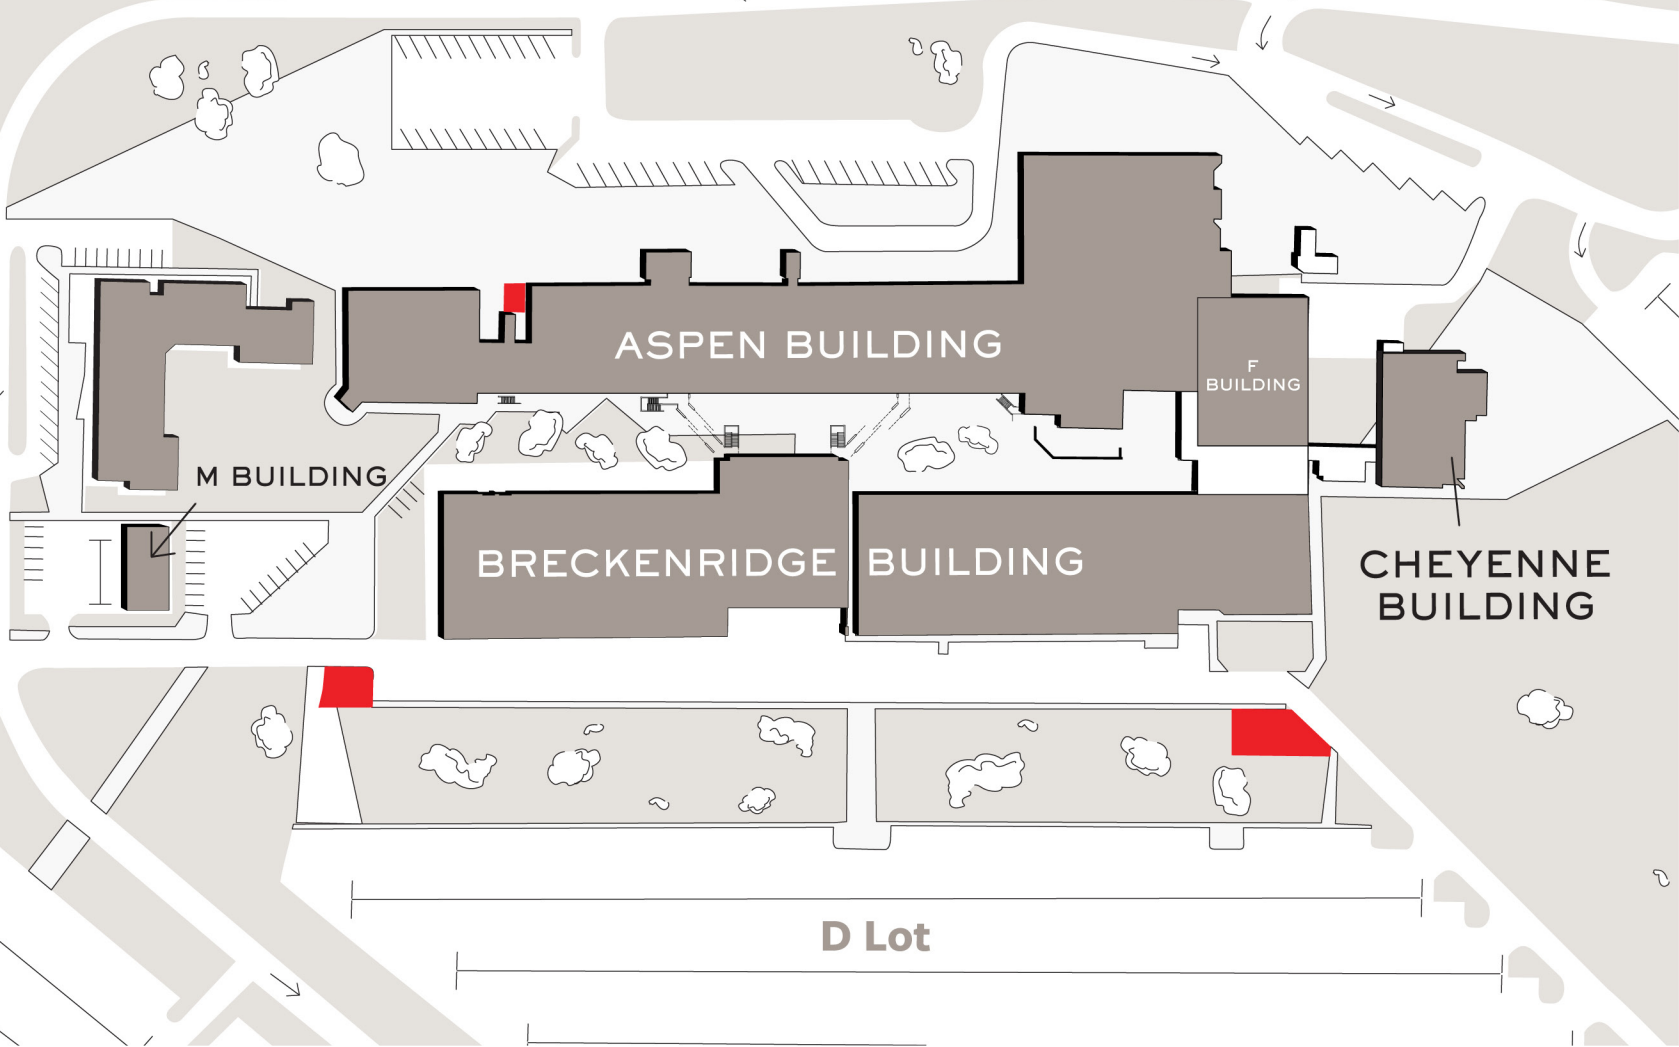 ASPEN BUILDING
F
BUILDING
M BUILDING
BRECKENRIDGE BUILDING
CHEYENNE
BUILDING
D Lot